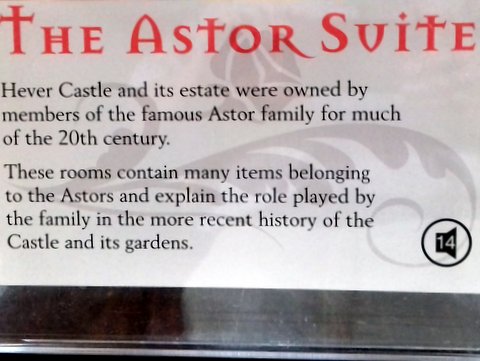 The Astor Suite
Hever Castle and its estate were owned by
members of the famous Astor family for much
of the 20th century.
These rooms contain many items belonging
to the Astors and explain the role played by
the family in the more recent history of the
Castle and its gardens.
14